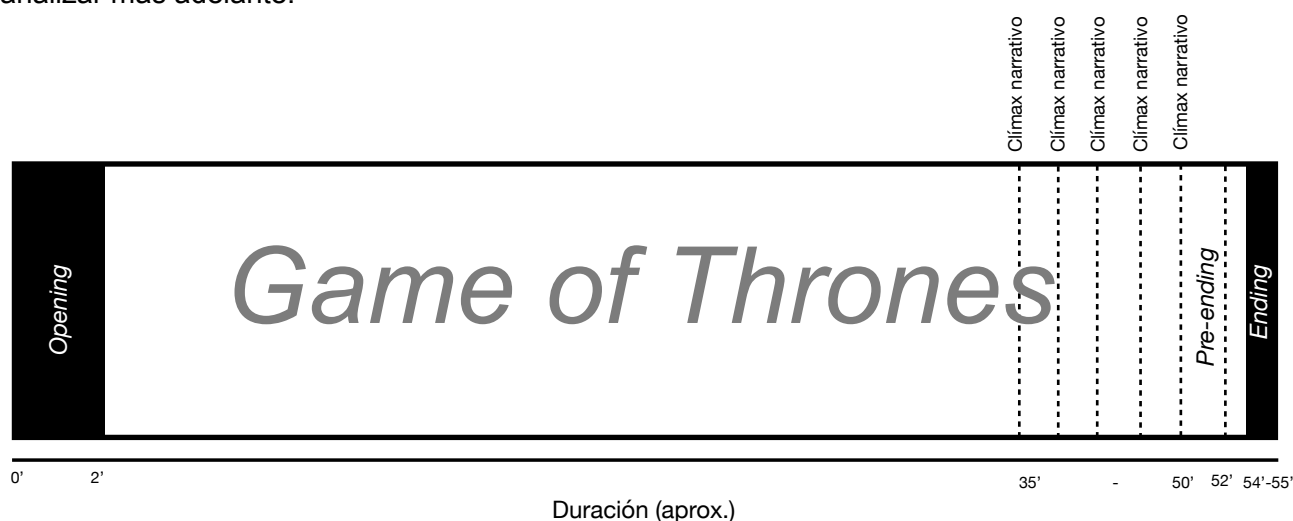 analizar más adelante.
Clímax narrativo
Clímax narrativo
Clímax narrativo
Clímax narrativo
Clímax narrativo
Opening
Game of Thrones
Pre-ending
Ending
0’ 2’ 35’ - 50’ 52’ 54’-55’
Duración (aprox.)